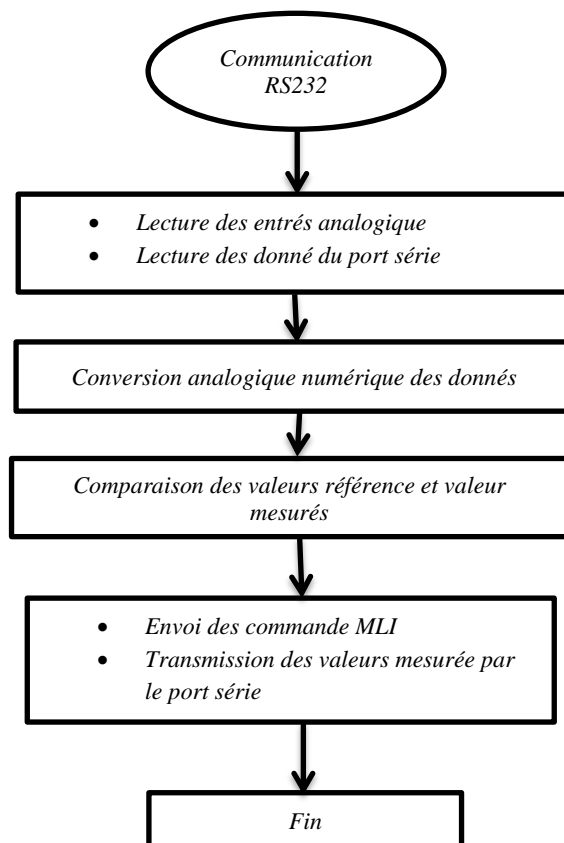 Communication
RS232
• Lecture des entrés analogique
• Lecture des donné du port série
Conversion analogique numérique des donnés
Comparaison des valeurs référence et valeur
mesurés
• Envoi des commande MLI
• Transmission des valeurs mesurée par
le port série
Fin